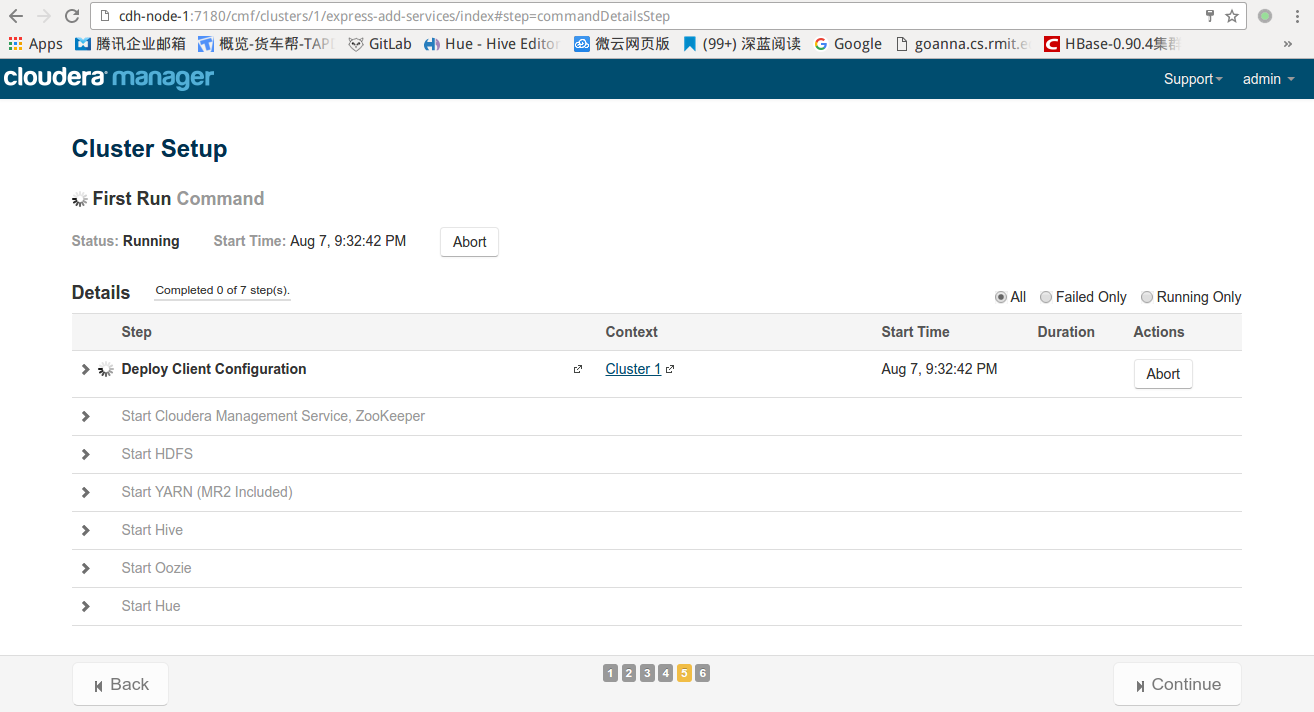 cdh-node-1:7180/cmf/clusters/1/express-add-services/index#step=commandDetailsStep
Apps 腾讯企业邮箱 概览-货车帮-TAPD GitLab Hue - Hive Editor 微云网页版 (99+) 深蓝阅读 Google goanna.cs.rmit.e C HBase-0.90.4集群 »
cloudera manager Support admin
Cluster Setup
First Run Command
Status: Running Start Time: Aug 7, 9:32:42 PM Abort
Details Completed 0 of 7 step(s). All Failed Only Running Only
Step Context Start Time Duration Actions
Deploy Client Configuration Cluster 1 Aug 7, 9:32:42 PM Abort
Start Cloudera Management Service, ZooKeeper
Start HDFS
Start YARN (MR2 Included)
Start Hive
Start Oozie
Start Hue
Back 1 2 3 4 5 6 Continue